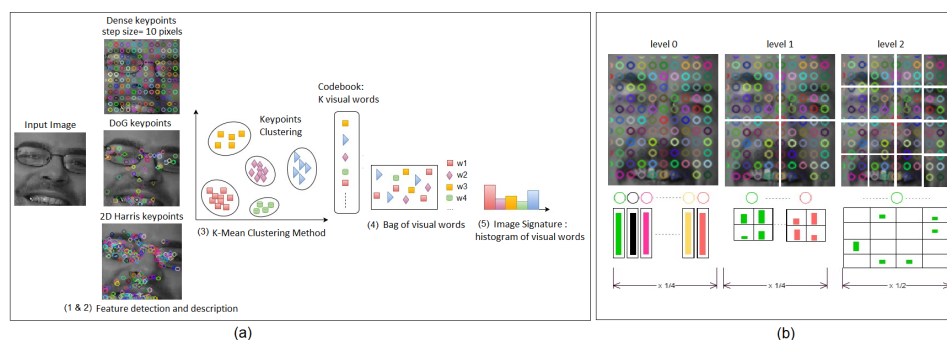 Dense keypoints
step size= 10 pixels
Input Image
DoG keypoints
2D Harris keypoints
(1 & 2) Feature detection and description
Keypoints
Clustering
(3) K-Mean Clustering Method
Codebook:
K visual words
w1
w2
w3
w4
...
(4) Bag of visual words
(5) Image Signature :
histogram of visual words
(a)
level 0
level 1
level 2
x 1/4
x 1/4
x 1/2
(b)